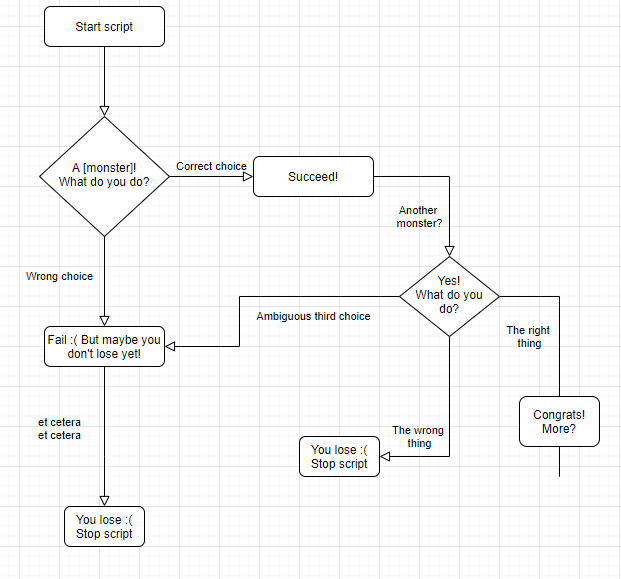 Start script
A [monster]!
What do you do?
Correct choice
Succeed!
Another
monster?
Wrong choice
Yes!
What do you
do?
Ambiguous third choice
The right
thing
Fail :( But maybe you
don't lose yet!
Congrats!
More?
et cetera
et cetera
The wrong
thing
You lose :(
Stop script
You lose :(
Stop script